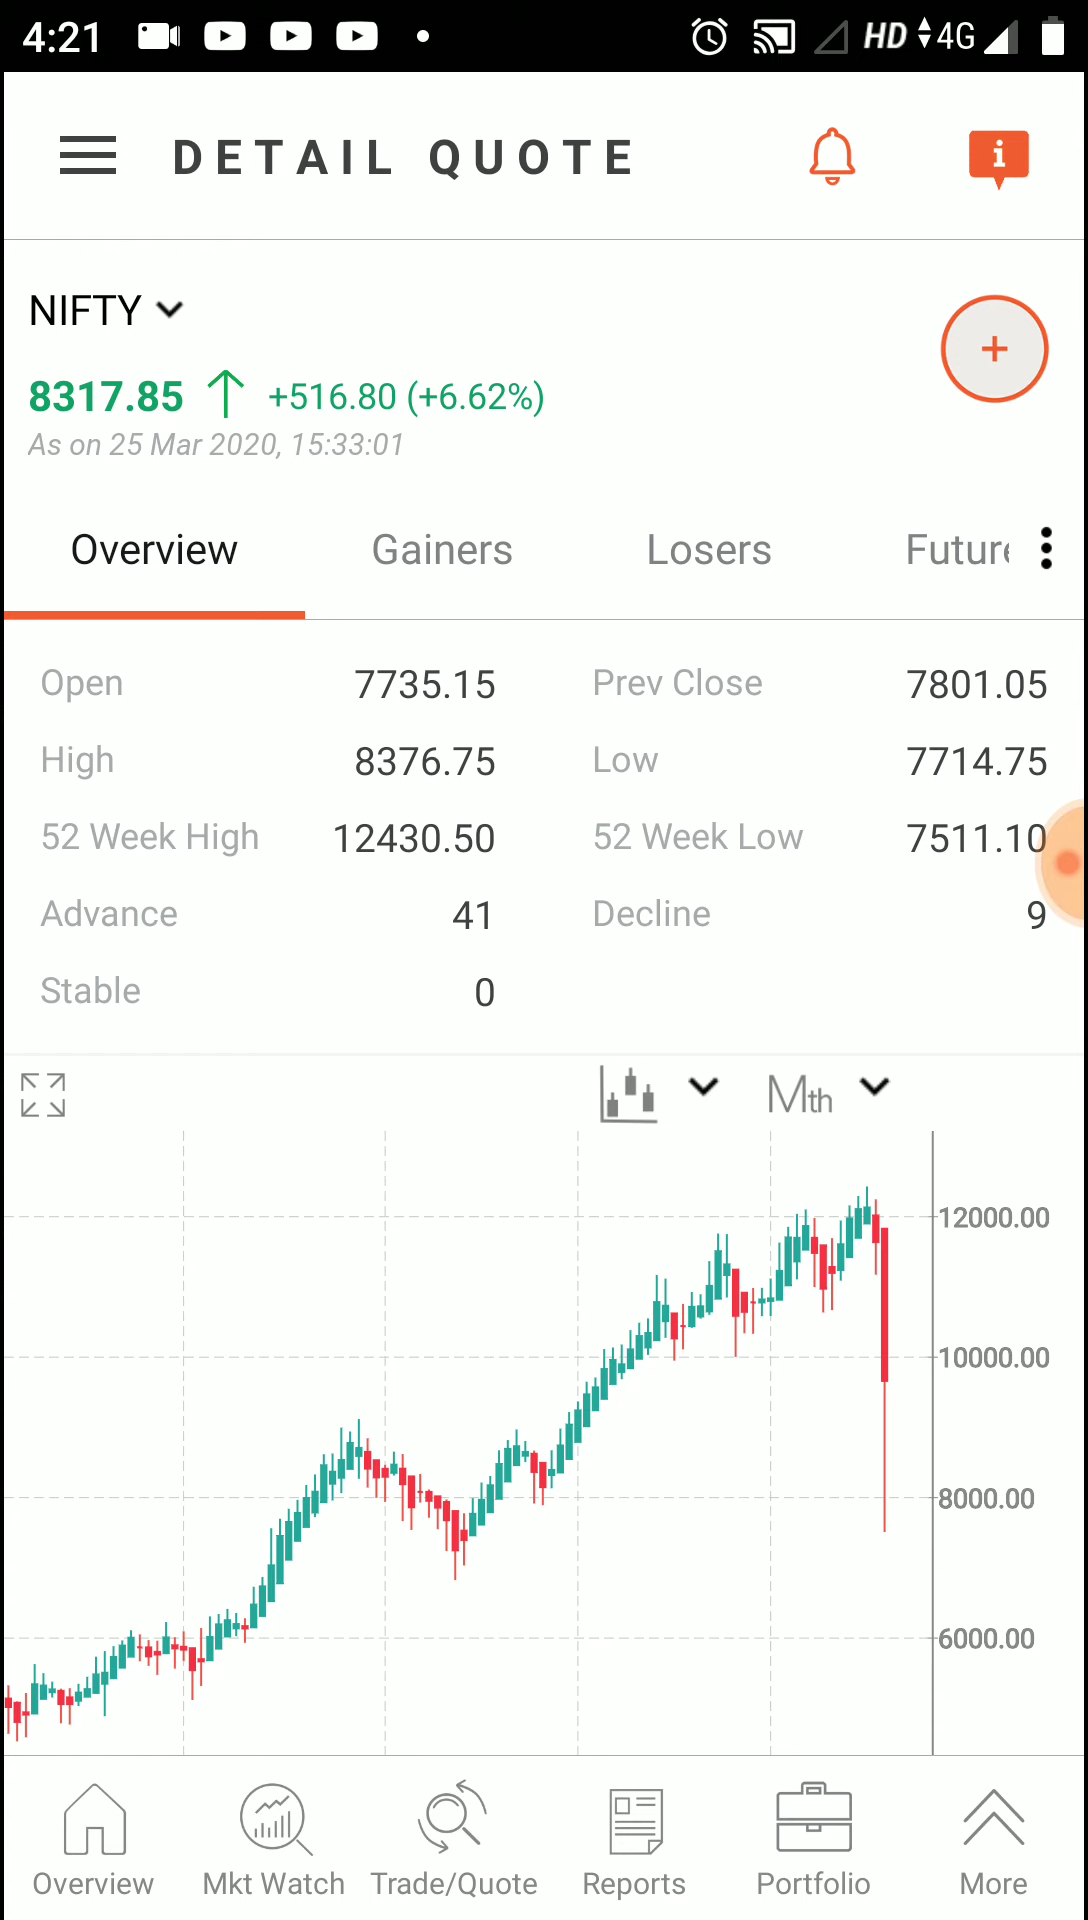 4:21 HD 4G
DETAIL QUOTE
i
NIFTY
+
8317.85 ↑ +516.80 (+6.62%)
As on 25 Mar 2020, 15:33:01
Overview Gainers Losers Future
Open 7735.15 Prev Close 7801.05
High 8376.75 Low 7714.75
52 Week High 12430.50 52 Week Low 7511.10
Advance 41 Decline 9
Stable 0
Mth
12000.00
10000.00
8000.00
6000.00
Overview Mkt Watch Trade/Quote Reports Portfolio More